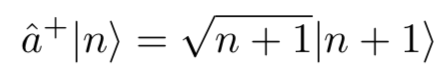 â⁺|n⟩ = √(n + 1)|n + 1⟩